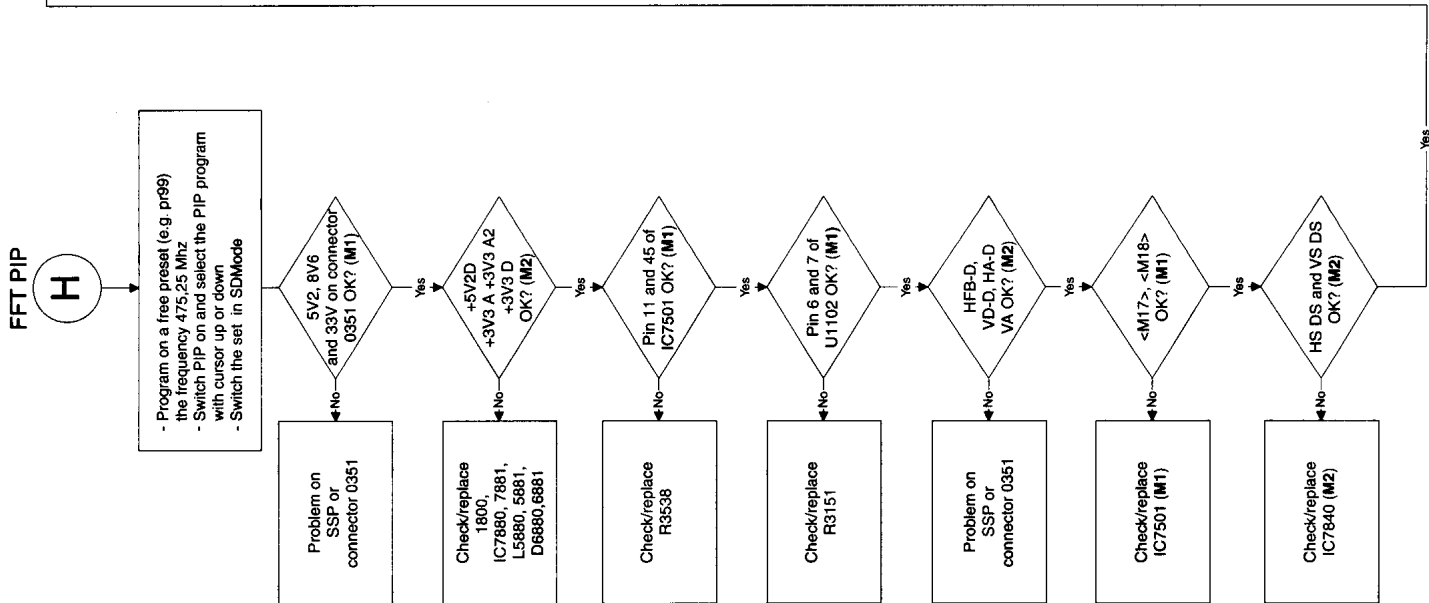 FFT PIP
H
- Program on a free preset (e.g. pr99)
the frequency 475,25 Mhz
- Switch PIP on and select the PIP program
with cursor up or down
- Switch the set in SDMode
5V2, 8V6
and 33V on connector
0351 OK? (M1)
No
Problem on
SSP or
connector 0351
Yes
+5V2D
+3V3 A +3V3 A2
+3V3 D
OK? (M2)
No
Check/replace
1800,
IC7880, 7881,
L5880, 5881,
D6880,6881
Yes
Pin 11 and 45 of
IC7501 OK? (M1)
No
Check/replace
R3538
Yes
Pin 6 and 7 of
U1102 OK? (M1)
No
Check/replace
R3151
Yes
HFB-D,
VD-D, HA-D
VA OK? (M2)
No
Problem on
SSP or
connector 0351
Yes
<M17>, <M18>
OK? (M1)
No
Check/replace
IC7501 (M1)
Yes
HS DS and VS DS
OK? (M2)
No
Check/replace
IC7840 (M2)
Yes